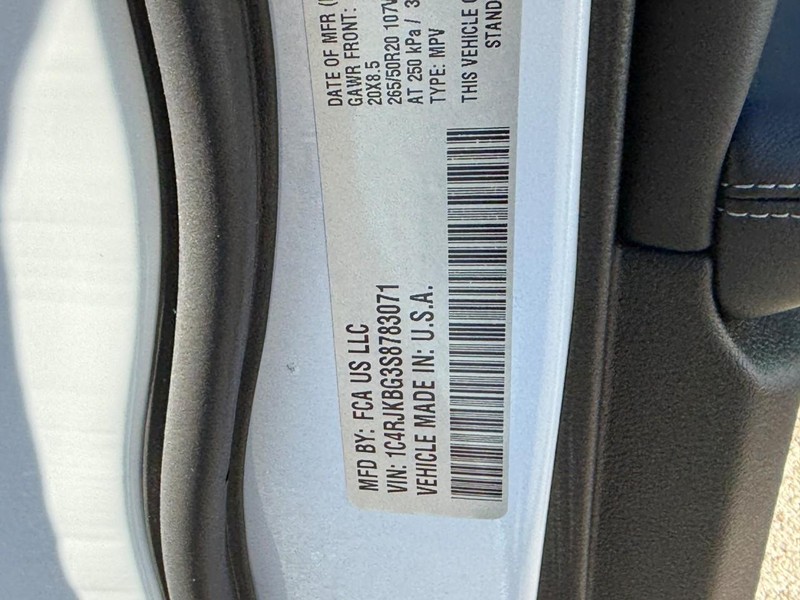 MFD BY: FCA US LLC
VIN: 1C4RJKBG3S8783071
VEHICLE MADE IN: U.S.A.
DATE OF MFR
GAWR FRONT:
20X8.5
265/50R20 107V
AT 250 kPa / 3
TYPE: MPV
THIS VEHICLE
STAND